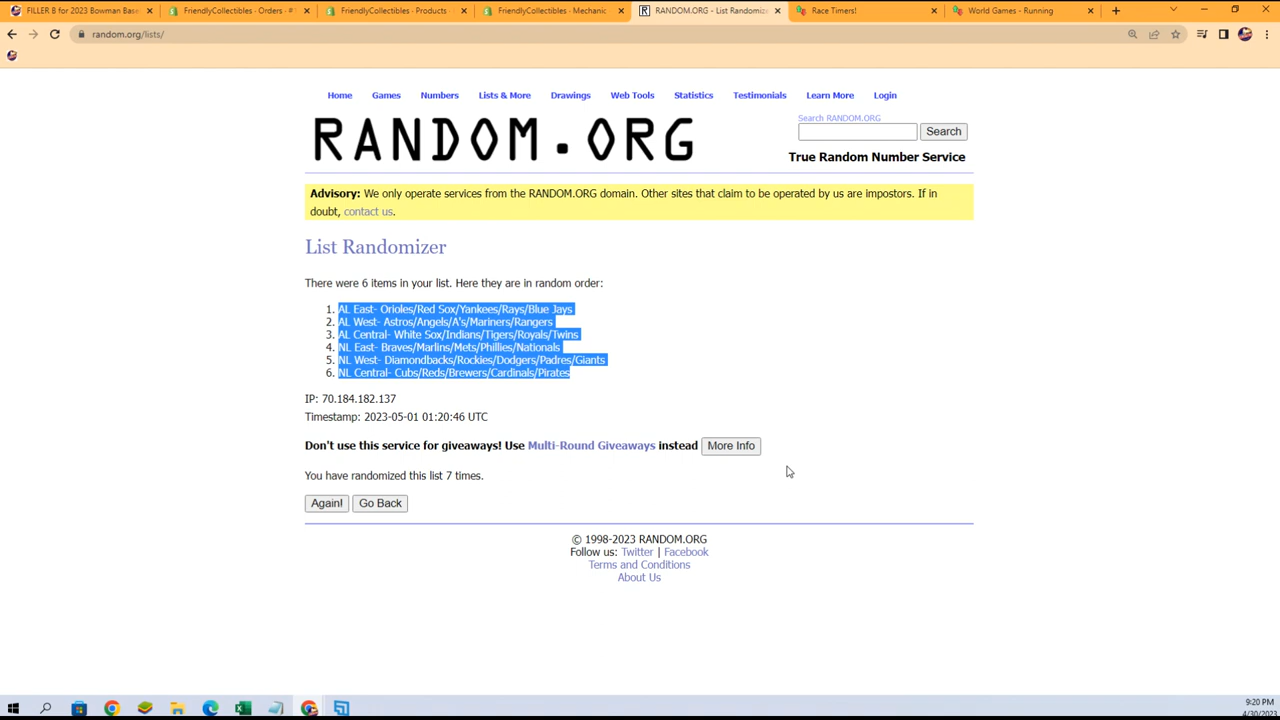 FILLER 8 for 2023 Bowman Base
FriendlyCollectibles - Orders - #1
FriendlyCollectibles - Products -
FriendlyCollectibles - Mechanic
RANDOM.ORG - List Randomizer
Race Timers!
World Games - Running
random.org/lists/
Home Games Numbers Lists & More Drawings Web Tools Statistics Testimonials Learn More Login
Search RANDOM.ORG
RANDOM.ORG
Search
True Random Number Service
Advisory: We only operate services from the RANDOM.ORG domain. Other sites that claim to be operated by us are impostors. If in
doubt, contact us.
List Randomizer
There were 6 items in your list. Here they are in random order:
1. AL East- Orioles/Red Sox/Yankees/Rays/Blue Jays
2. AL West- Astros/Angels/A's/Mariners/Rangers
3. AL Central- White Sox/Indians/Tigers/Royals/Twins
4. NL East- Braves/Marlins/Mets/Phillies/Nationals
5. NL West- Diamondbacks/Rockies/Dodgers/Padres/Giants
6. NL Central- Cubs/Reds/Brewers/Cardinals/Pirates
IP: 70.184.182.137
Timestamp: 2023-05-01 01:20:46 UTC
Don't use this service for giveaways! Use Multi-Round Giveaways instead More Info
You have randomized this list 7 times.
Again! Go Back
© 1998-2023 RANDOM.ORG
Follow us: Twitter | Facebook
Terms and Conditions
About Us
9:20 PM
4/30/2023